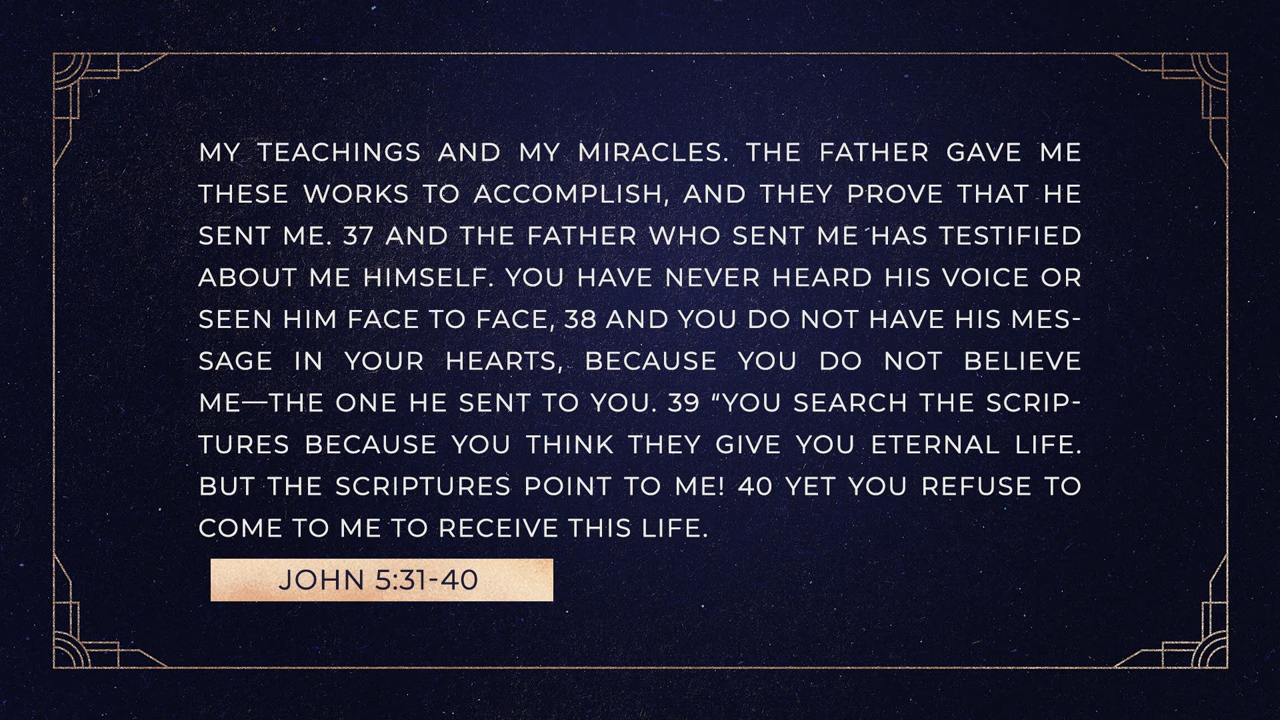 MY TEACHINGS AND MY MIRACLES. THE FATHER GAVE ME
THESE WORKS TO ACCOMPLISH, AND THEY PROVE THAT HE
SENT ME. 37 AND THE FATHER WHO SENT ME HAS TESTIFIED
ABOUT ME HIMSELF. YOU HAVE NEVER HEARD HIS VOICE OR
SEEN HIM FACE TO FACE, 38 AND YOU DO NOT HAVE HIS MES-
SAGE IN YOUR HEARTS, BECAUSE YOU DO NOT BELIEVE
ME—THE ONE HE SENT TO YOU. 39 “YOU SEARCH THE SCRIP-
TURES BECAUSE YOU THINK THEY GIVE YOU ETERNAL LIFE.
BUT THE SCRIPTURES POINT TO ME! 40 YET YOU REFUSE TO
COME TO ME TO RECEIVE THIS LIFE.
JOHN 5:31-40